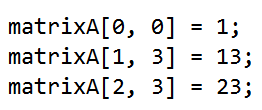 matrixA[0, 0] = 1;
matrixA[1, 3] = 13;
matrixA[2, 3] = 23;